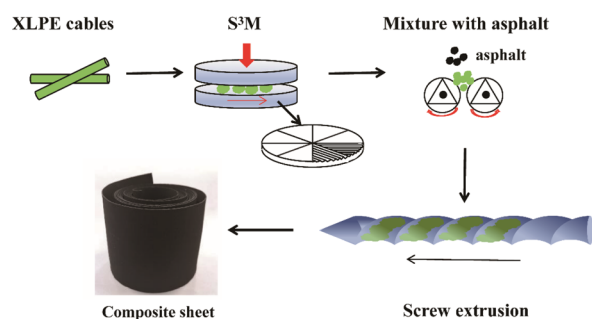 XLPE cables
S³M
Mixture with asphalt
asphalt
Composite sheet
Screw extrusion